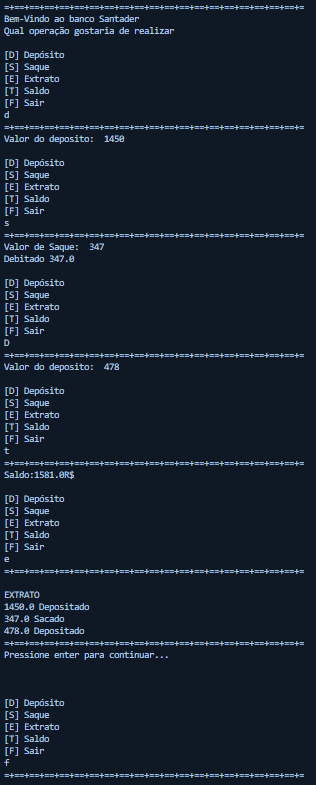 =+==+==+==+==+==+==+==+==+==+==+==+==+==+==+==+==+==+==+==+=
Bem-Vindo ao banco Santader
Qual operação gostaria de realizar
[D] Depósito
[S] Saque
[E] Extrato
[T] Saldo
[F] Sair
d
=+==+==+==+==+==+==+==+==+==+==+==+==+==+==+==+==+==+==+==+=
Valor do deposito:  1450
[D] Depósito
[S] Saque
[E] Extrato
[T] Saldo
[F] Sair
s
=+==+==+==+==+==+==+==+==+==+==+==+==+==+==+==+==+==+==+==+=
Valor de Saque:  347
Debitado 347.0
[D] Depósito
[S] Saque
[E] Extrato
[T] Saldo
[F] Sair
D
=+==+==+==+==+==+==+==+==+==+==+==+==+==+==+==+==+==+==+==+=
Valor do deposito:  478
[D] Depósito
[S] Saque
[E] Extrato
[T] Saldo
[F] Sair
t
=+==+==+==+==+==+==+==+==+==+==+==+==+==+==+==+==+==+==+==+=
Saldo:1581.0R$
[D] Depósito
[S] Saque
[E] Extrato
[T] Saldo
[F] Sair
e
=+==+==+==+==+==+==+==+==+==+==+==+==+==+==+==+==+==+==+==+=
EXTRATO
1450.0 Depositado
347.0 Sacado
478.0 Depositado
=+==+==+==+==+==+==+==+==+==+==+==+==+==+==+==+==+==+==+==+=
Pressione enter para continuar...
[D] Depósito
[S] Saque
[E] Extrato
[T] Saldo
[F] Sair
f
=+==+==+==+==+==+==+==+==+==+==+==+==+==+==+==+==+==+==+==+=